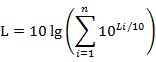 L = 10 lg ( ∑_{i=1}^{n} 10^{Li/10} )